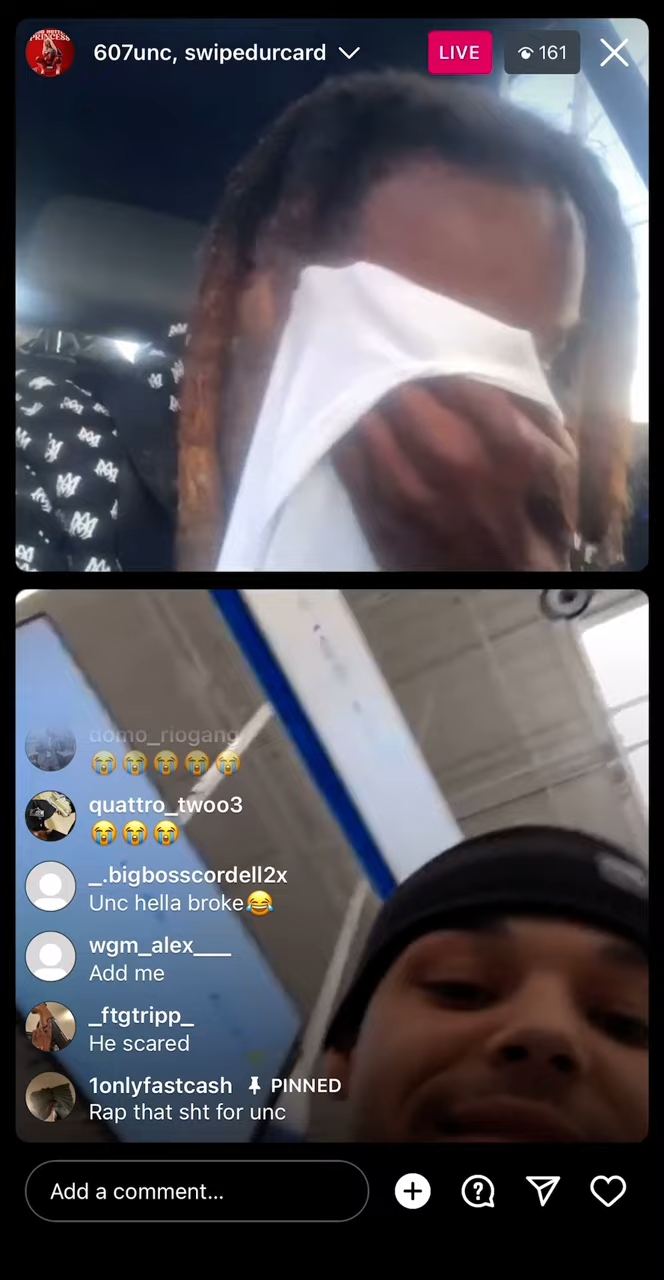 607unc, swipedurcard
LIVE
161
domo_riogang
😭😭😭😭😭
quattro_twoo3
😭😭😭
_.bigbosscordell2x
Unc hella broke😂
wgm_alex___
Add me
_ftgtripp_
He scared
1onlyfastcash PINNED
Rap that sht for unc
Add a comment...